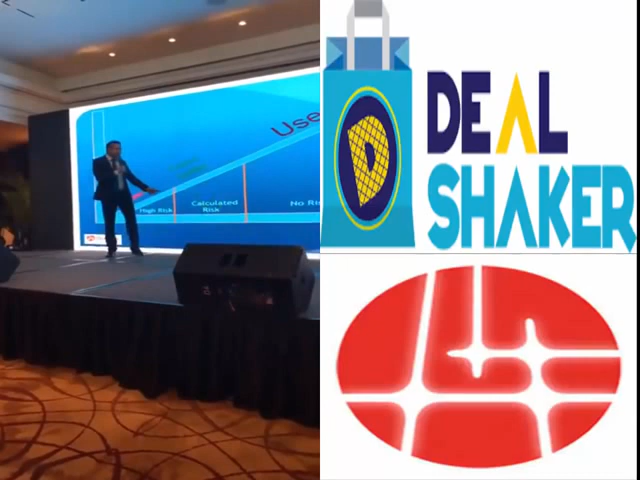 Use
High Risk
Calculated
Risk
No Ris
DEAL
SHAKER